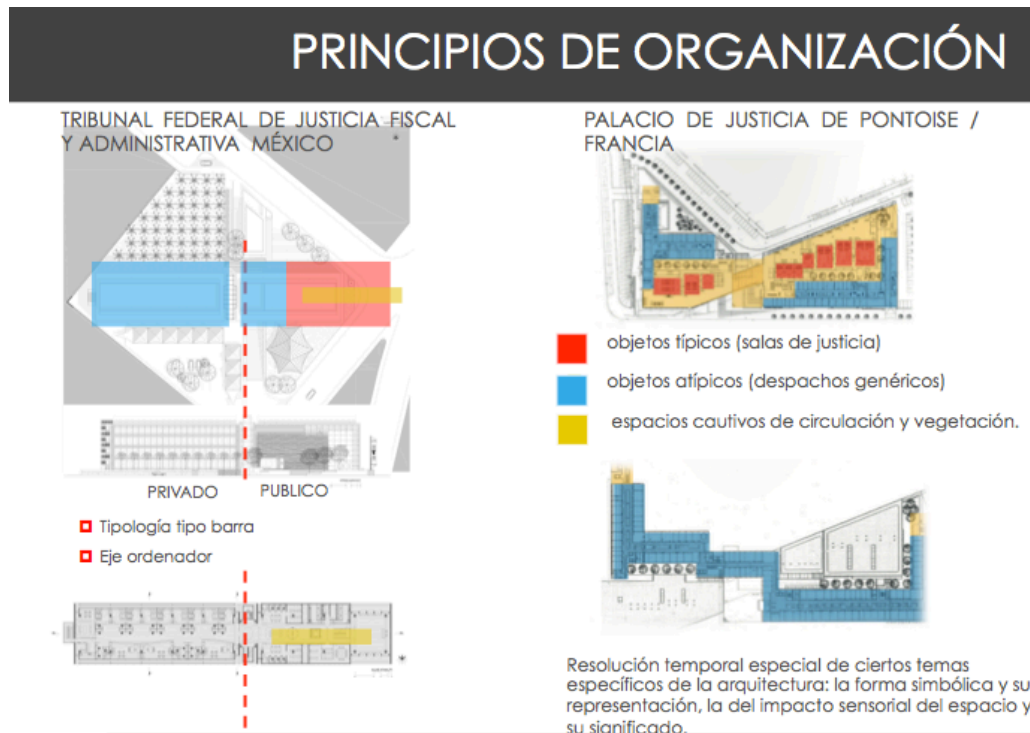 PRINCIPIOS DE ORGANIZACIÓN
TRIBUNAL FEDERAL DE JUSTICIA FISCAL
Y ADMINISTRATIVA MÉXICO
PRIVADO
PUBLICO
Tipología tipo barra
Eje ordenador
PALACIO DE JUSTICIA DE PONTOISE /
FRANCIA
objetos típicos (salas de justicia)
objetos atípicos (despachos genéricos)
espacios cautivos de circulación y vegetación.
Resolución temporal especial de ciertos temas
específicos de la arquitectura: la forma simbólica y su
representación, la del impacto sensorial del espacio y
su significado.